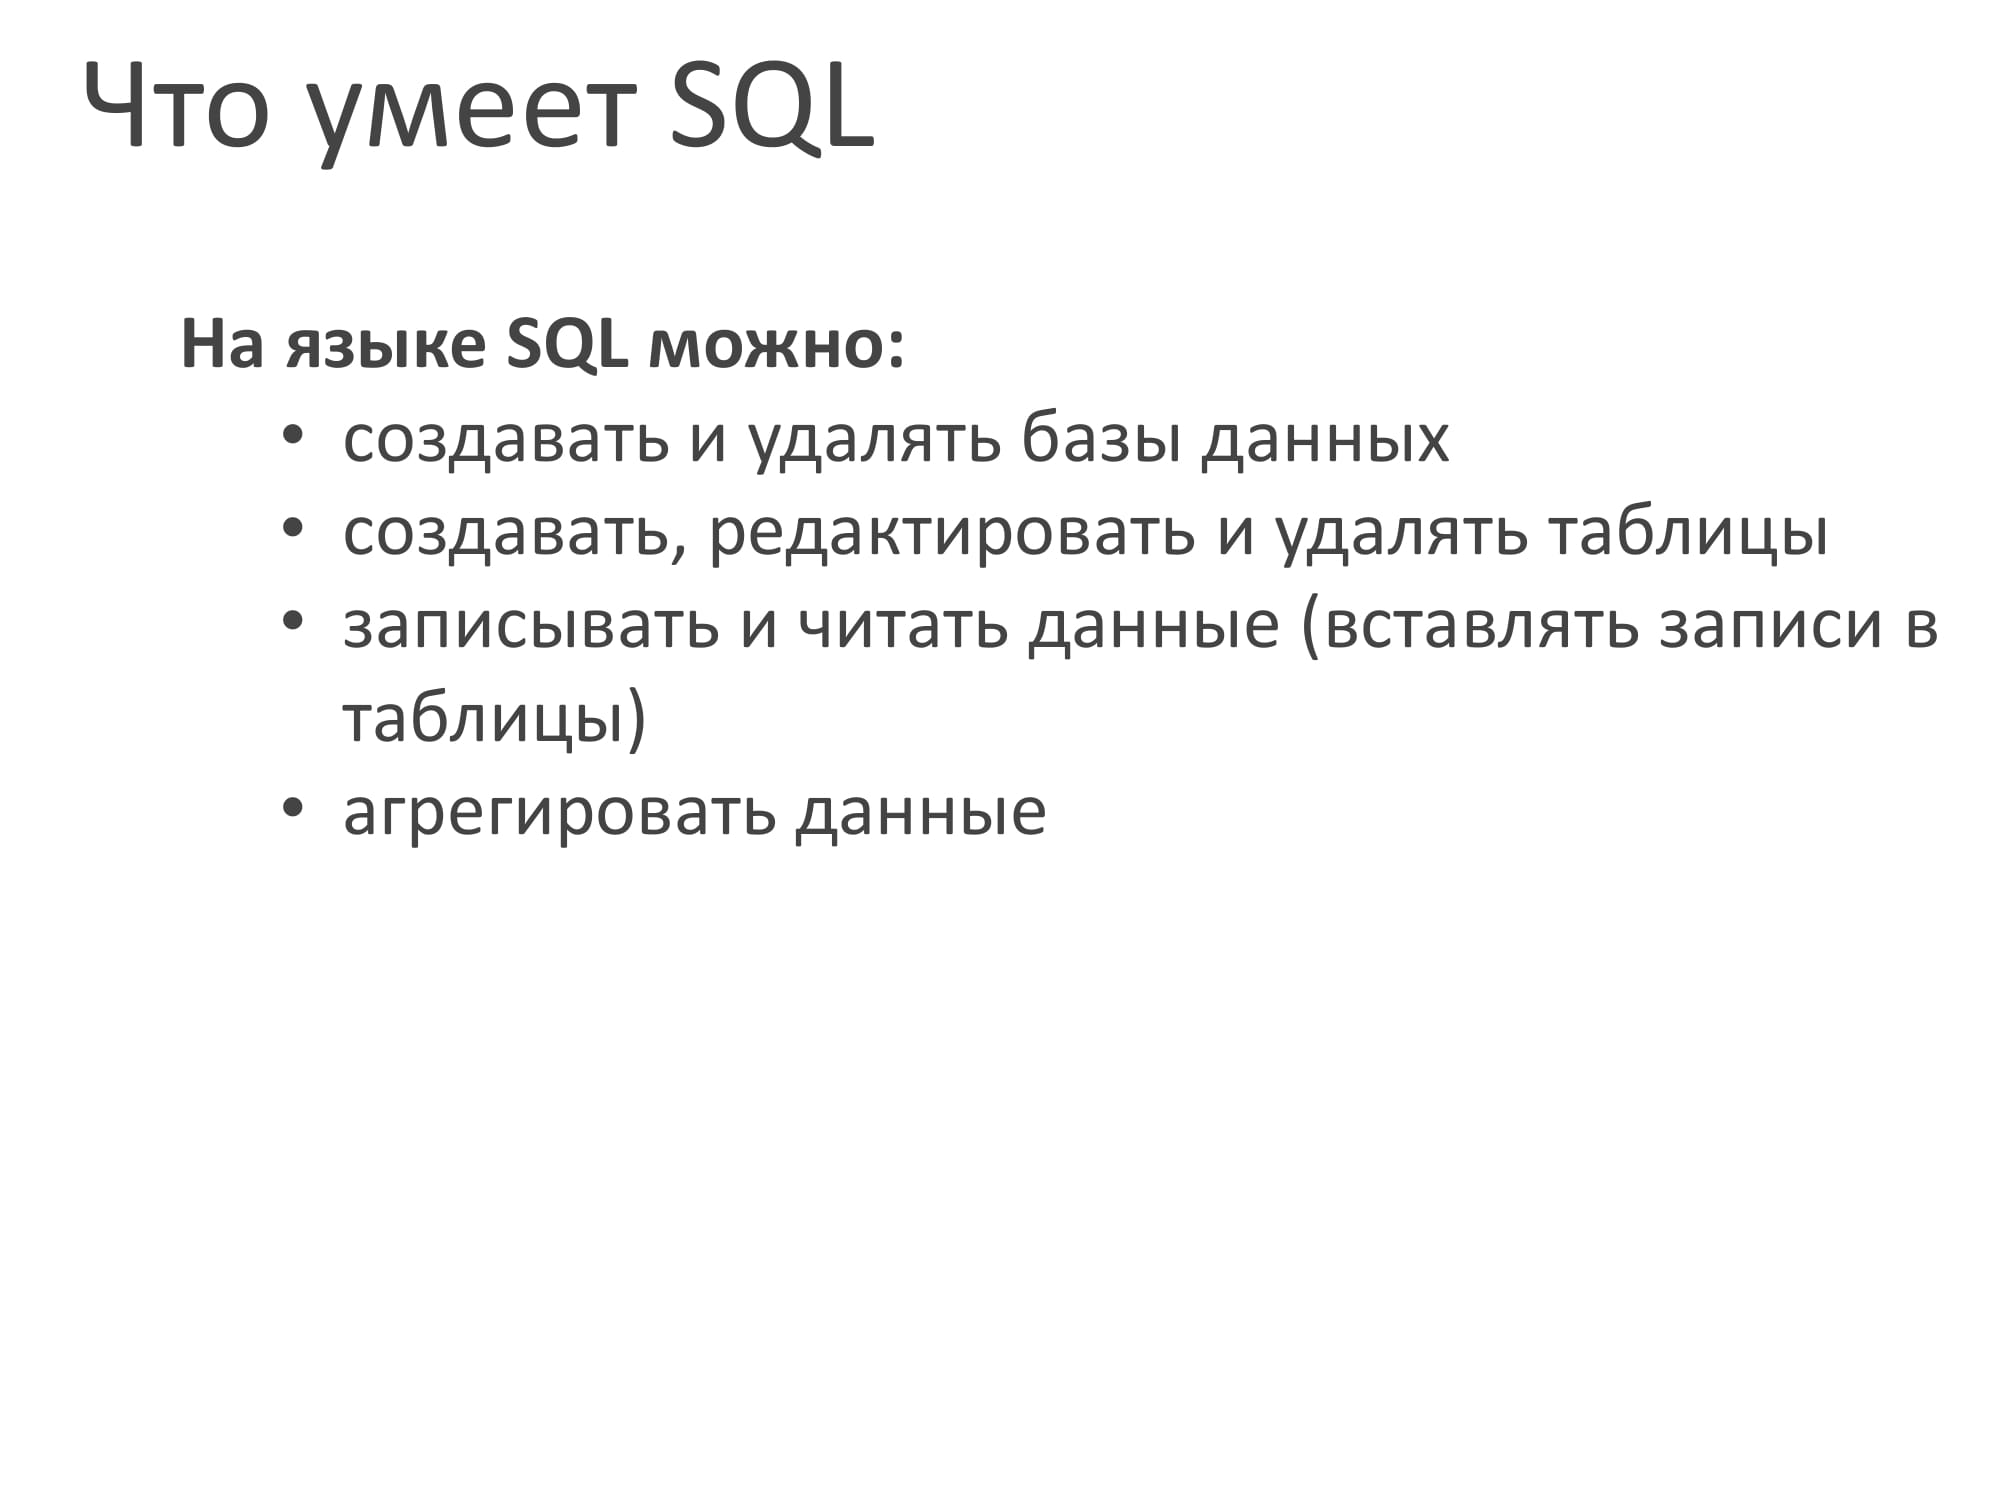 Что умеет SQL
На языке SQL можно:
• создавать и удалять базы данных
• создавать, редактировать и удалять таблицы
• записывать и читать данные (вставлять записи в
таблицы)
• агрегировать данные